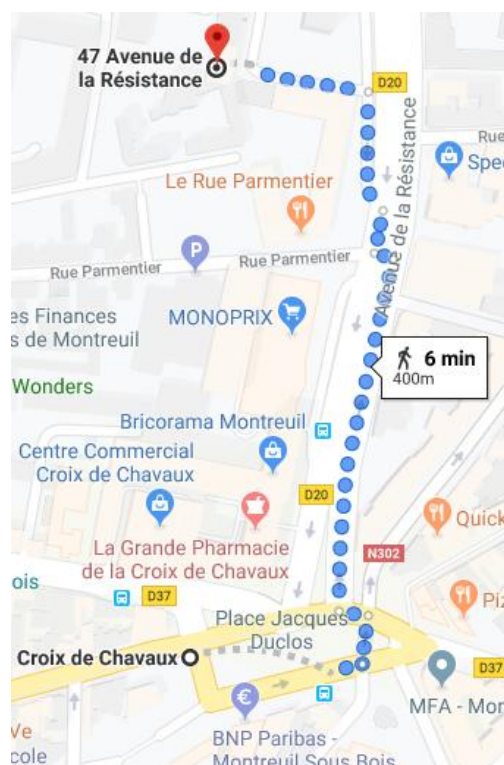 47 Avenue de
la Résistance
D20
Rue
Avenue de la Résistance
Spec
Le Rue Parmentier
P
Rue Parmentier
Rue Parmentier
es Finances
s de Montreuil
MONOPRIX
6 min
400m
Wonders
Bricorama Montreuil
Centre Commercial
Croix de Chavaux
D20
Quick
La Grande Pharmacie
de la Croix de Chavaux
N302
ois
D37
Piz
Place Jacques
Duclos
Croix de Chavaux
D37
€
MFA - Mon
Ve
cole
BNP Paribas -
Montreuil Sous Bois